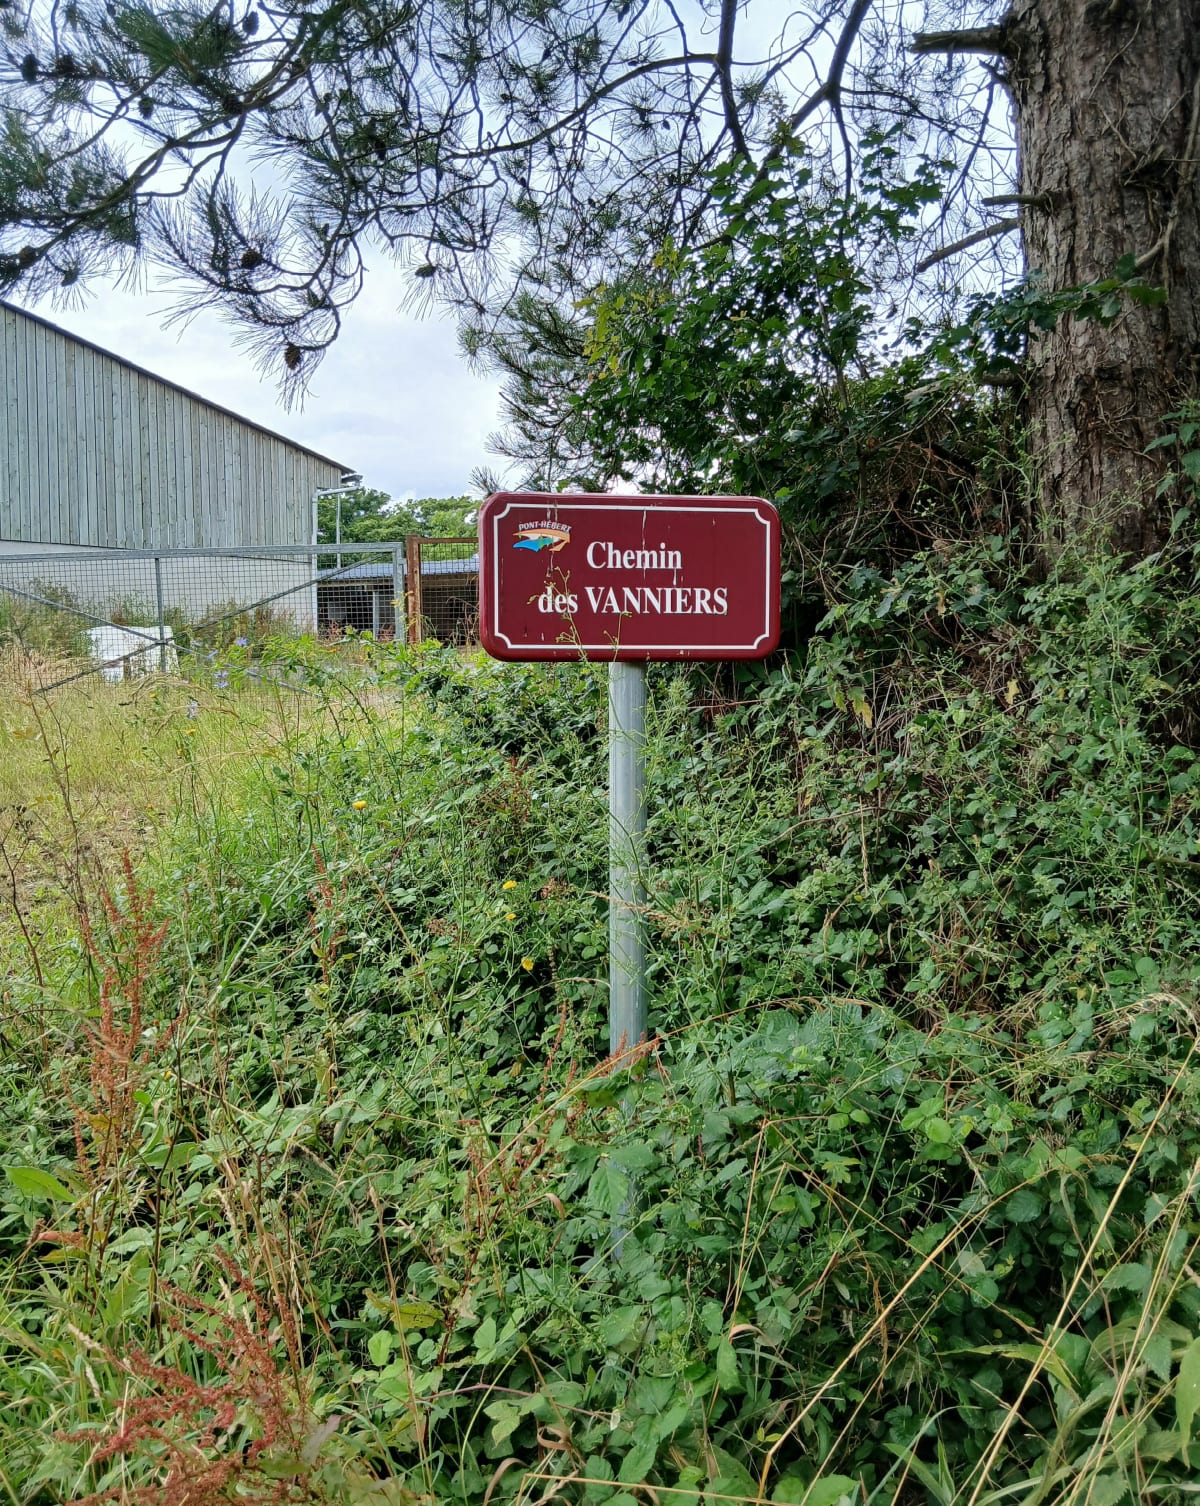 PONT-HÉBERT
Chemin
des VANNIERS